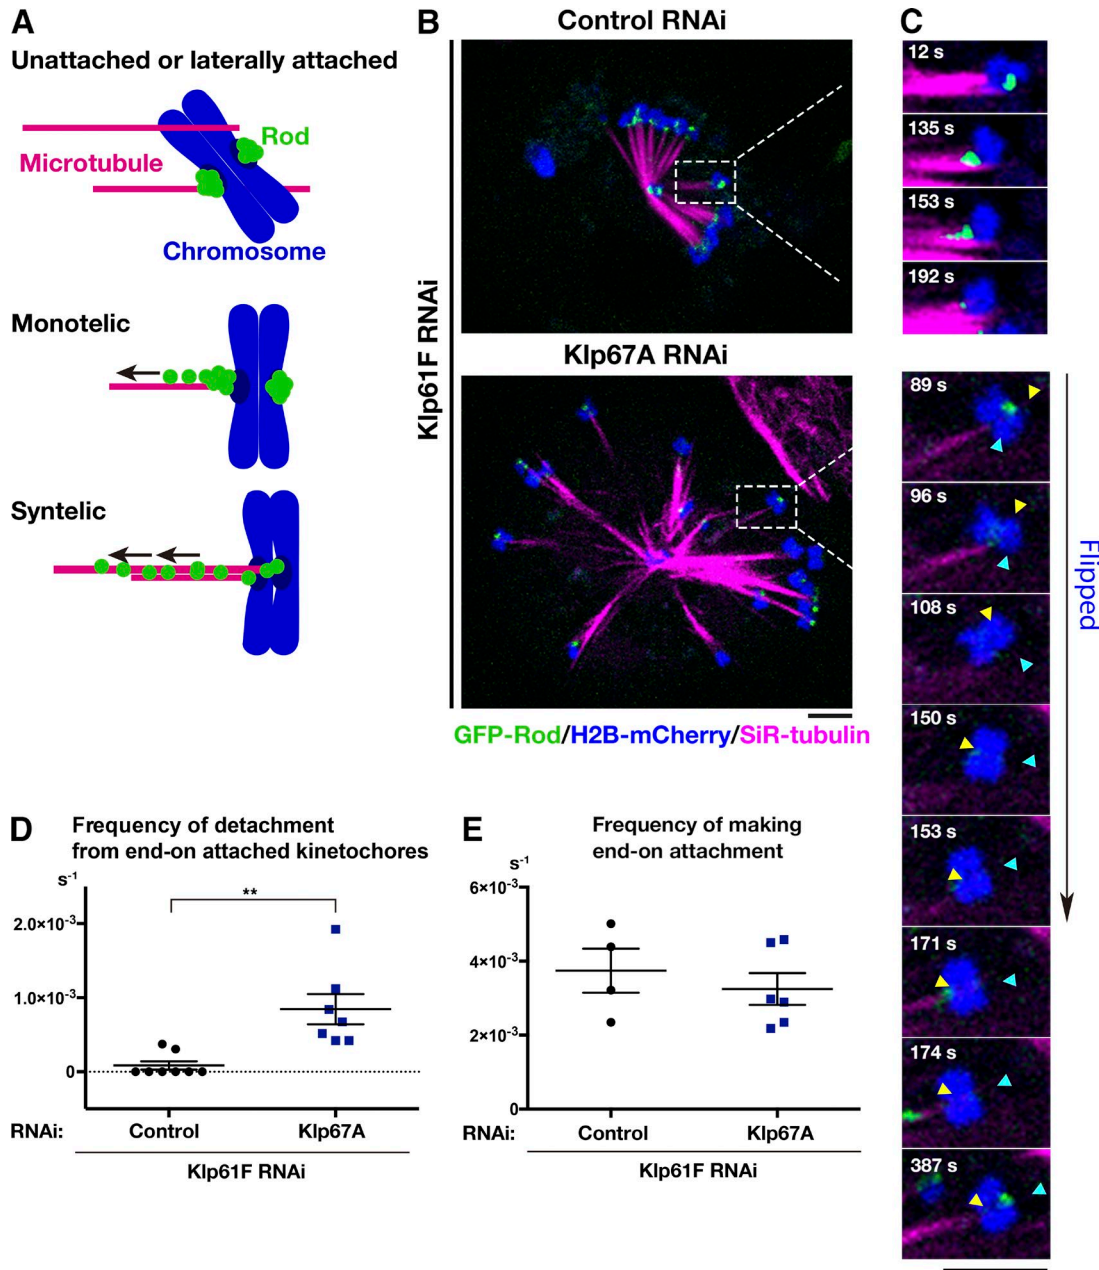 A
Unattached or laterally attached
Rod
Microtubule
Chromosome
Monotelic
Syntelic
B
Control RNAi
Klp61F RNAi
Klp67A RNAi
GFP-Rod/H2B-mCherry/SiR-tubulin
C
12 s
135 s
153 s
192 s
89 s
96 s
108 s
150 s
153 s
171 s
174 s
387 s
Flipped
D
Frequency of detachment
from end-on attached kinetochores
s⁻¹
**
2.0×10⁻³
1.0×10⁻³
0
RNAi:
Control
Klp67A
Klp61F RNAi
E
Frequency of making
end-on attachment
s⁻¹
6×10⁻³
4×10⁻³
2×10⁻³
0
RNAi:
Control
Klp67A
Klp61F RNAi